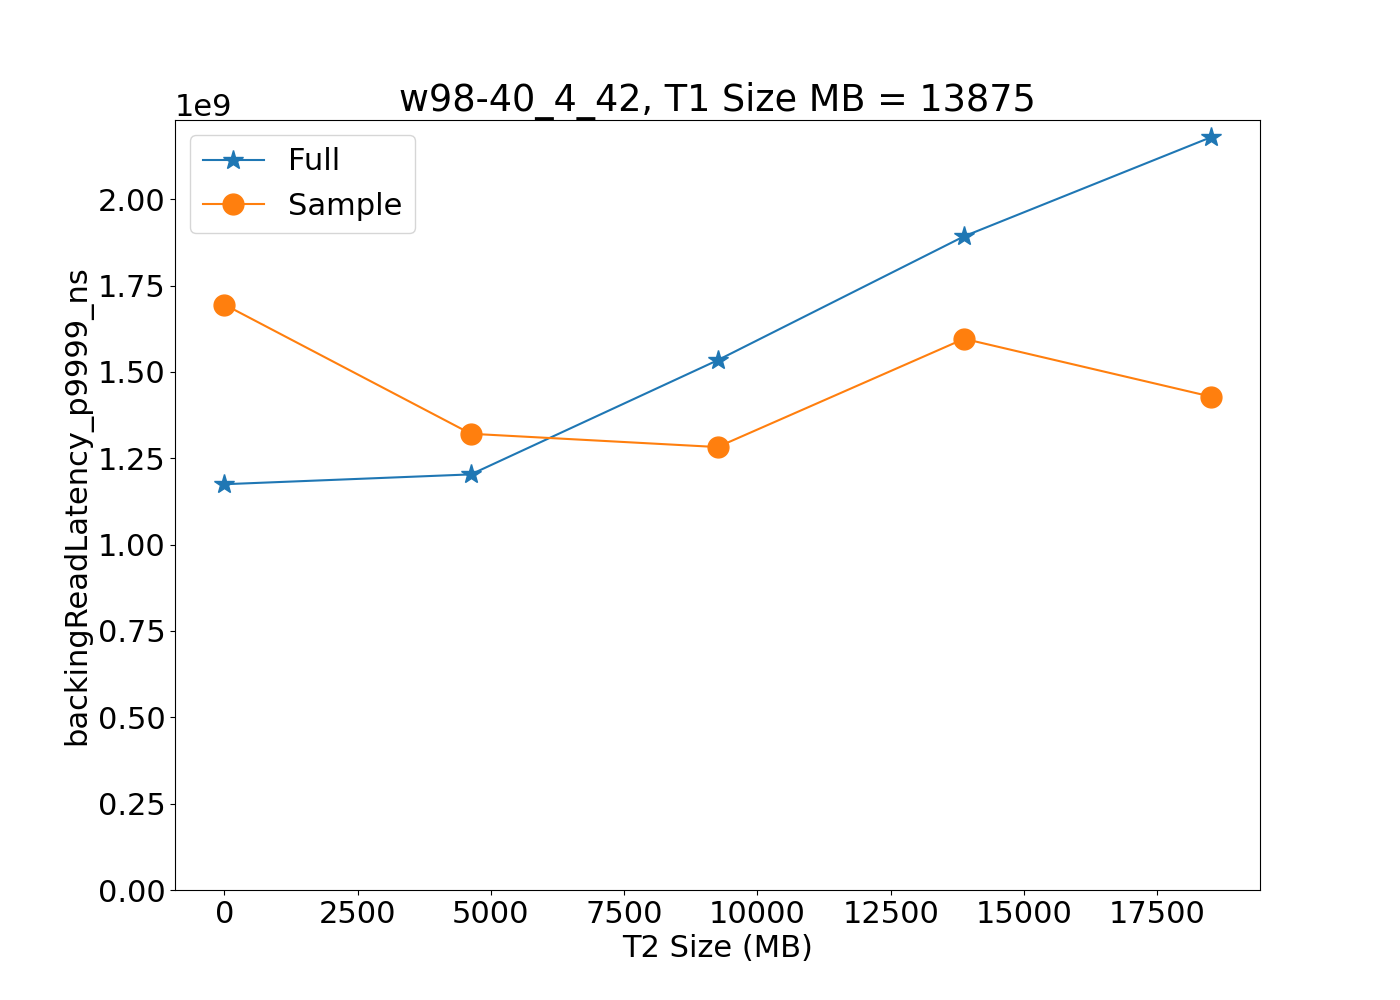 1e9
w98-40_4_42, T1 Size MB = 13875
Full
Sample
backingReadLatency_p9999_ns
2.00
1.75
1.50
1.25
1.00
0.75
0.50
0.25
0.00
0 2500 5000 7500 10000 12500 15000 17500
T2 Size (MB)